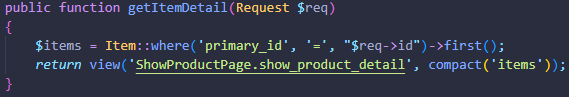 public function getItemDetail(Request $req)
{
    $items = Item::where('primary_id', '=', "$req->id")->first();
    return view('ShowProductPage.show_product_detail', compact('items'));
}